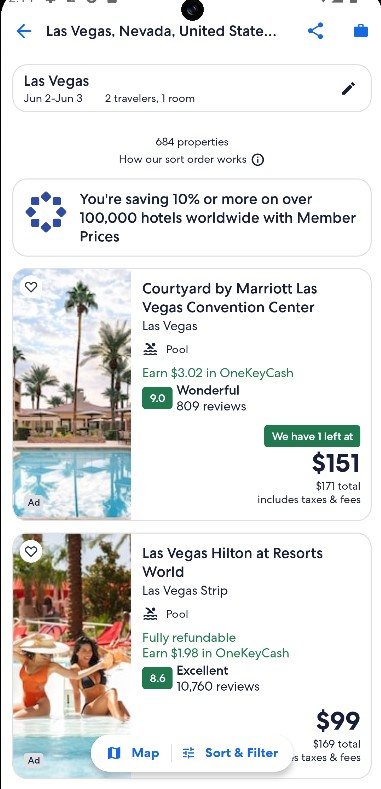 Las Vegas, Nevada, United State...
Las Vegas
Jun 2-Jun 3 2 travelers, 1 room
684 properties
How our sort order works
You're saving 10% or more on over
100,000 hotels worldwide with Member
Prices
Courtyard by Marriott Las
Vegas Convention Center
Las Vegas
Pool
Earn $3.02 in OneKeyCash
9.0 Wonderful
809 reviews
We have 1 left at
$151
$171 total
includes taxes & fees
Ad
Las Vegas Hilton at Resorts
World
Las Vegas Strip
Pool
Fully refundable
Earn $1.98 in OneKeyCash
8.6 Excellent
10,760 reviews
$99
$169 total
taxes & fees
Ad
Map
Sort & Filter